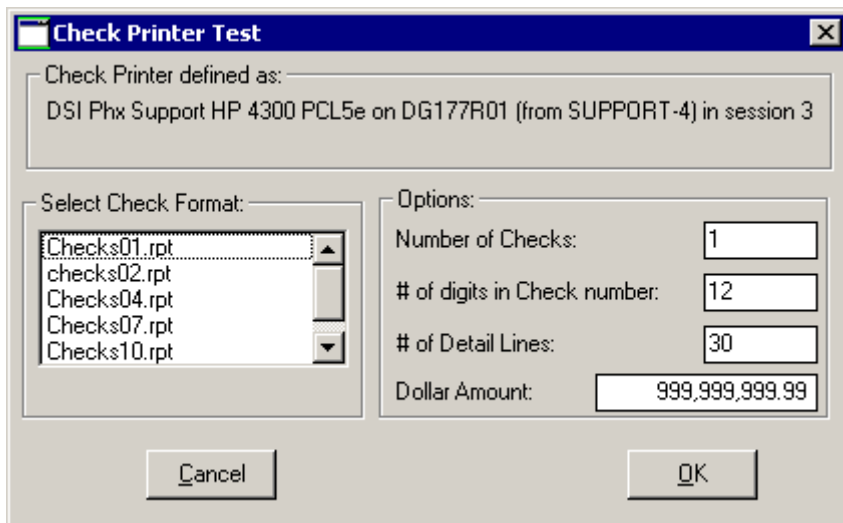 Check Printer Test
Check Printer defined as:
DSI Phx Support HP 4300 PCL5e on DG177R01 (from SUPPORT-4) in session 3
Select Check Format:
Checks01.rpt
checks02.rpt
Checks04.rpt
Checks07.rpt
Checks10.rpt
Options:
Number of Checks: 1
# of digits in Check number: 12
# of Detail Lines: 30
Dollar Amount: 999,999,999.99
Cancel
OK